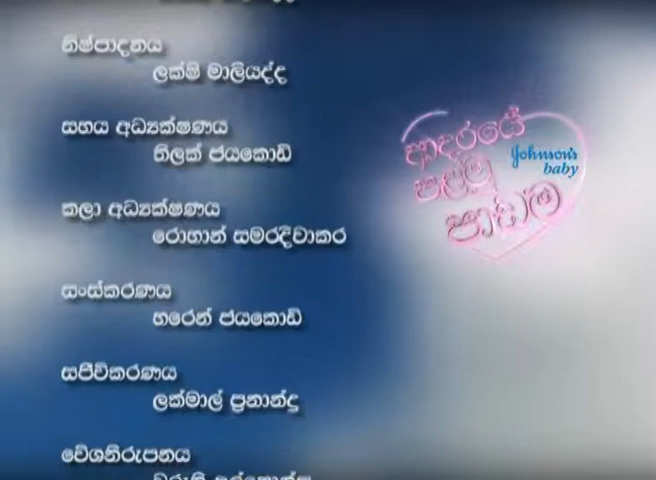 නිෂ්පාදනය
ලක්ෂි මාලියද්ද
සහය අධ්‍යක්ෂණය
තිලක් ජයකොඩි
කලා අධ්‍යක්ෂණය
රොහාන් සමරදිවාකර
සංස්කරණය
හරෙන් ජයකොඩි
සජීවිකරණය
ලක්මාල් ප්‍රනාන්දු
වේශනිරූපනය
ආදරයේ
පළමු
පාඩම
Johnson's
baby